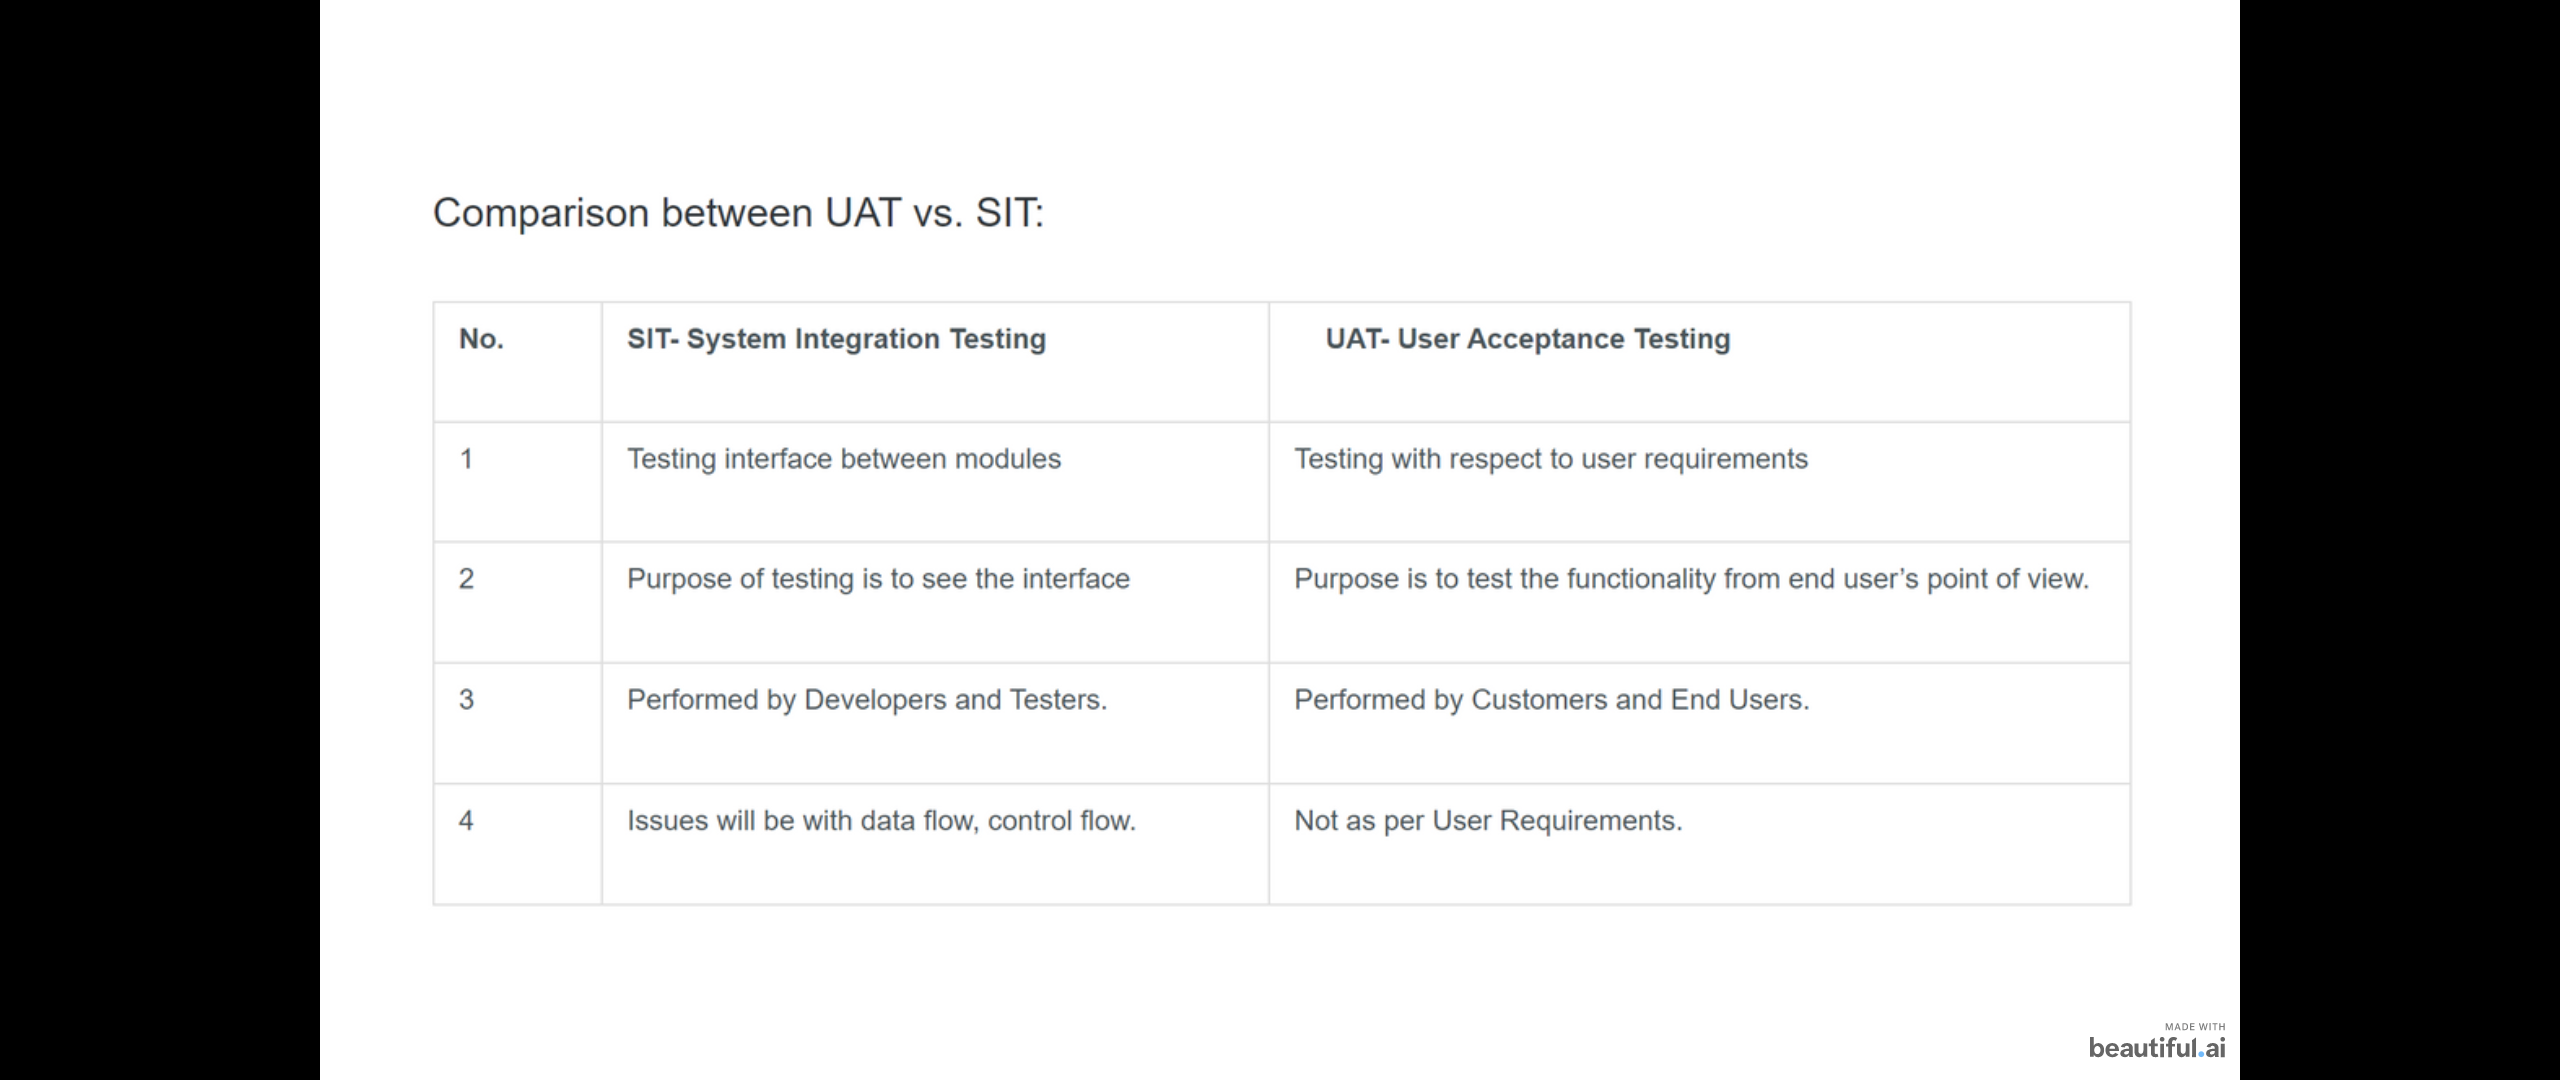 Comparison between UAT vs. SIT:
No. SIT- System Integration Testing UAT- User Acceptance Testing
1 Testing interface between modules Testing with respect to user requirements
2 Purpose of testing is to see the interface Purpose is to test the functionality from end user’s point of view.
3 Performed by Developers and Testers. Performed by Customers and End Users.
4 Issues will be with data flow, control flow. Not as per User Requirements.
MADE WITH
beautiful.ai